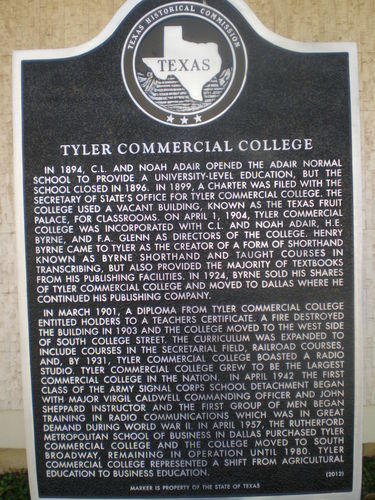 TEXAS HISTORICAL COMMISSION
TEXAS
TYLER COMMERCIAL COLLEGE
IN 1894, C.L. AND NOAH ADAIR OPENED THE ADAIR NORMAL
SCHOOL TO PROVIDE A UNIVERSITY-LEVEL EDUCATION, BUT THE
SCHOOL CLOSED IN 1896. IN 1899, A CHARTER WAS FILED WITH THE
SECRETARY OF STATE'S OFFICE FOR TYLER COMMERCIAL COLLEGE. THE
COLLEGE USED A VACANT BUILDING, KNOWN AS THE TEXAS FRUIT
PALACE, FOR CLASSROOMS. ON APRIL 1, 1904, TYLER COMMERCIAL
COLLEGE WAS INCORPORATED WITH C.L. AND NOAH ADAIR, H.E.
BYRNE, AND F.A. GLENN AS DIRECTORS OF THE COLLEGE. HENRY
BYRNE CAME TO TYLER AS THE CREATOR OF A FORM OF SHORTHAND
KNOWN AS BYRNE SHORTHAND AND TAUGHT COURSES IN
TRANSCRIBING, BUT ALSO PROVIDED THE MAJORITY OF TEXTBOOKS
FROM HIS PUBLISHING FACILITIES. IN 1924, BYRNE SOLD HIS SHARES
OF TYLER COMMERCIAL COLLEGE AND MOVED TO DALLAS WHERE HE
CONTINUED HIS PUBLISHING COMPANY.
IN MARCH 1901, A DIPLOMA FROM TYLER COMMERCIAL COLLEGE
ENTITLED HOLDERS TO A TEACHERS CERTIFICATE. A FIRE DESTROYED
THE BUILDING IN 1903 AND THE COLLEGE MOVED TO THE WEST SIDE
OF SOUTH COLLEGE STREET. THE CURRICULUM WAS EXPANDED TO
INCLUDE COURSES IN THE SECRETARIAL FIELD, RAILROAD COURSES,
AND, BY 1931, TYLER COMMERCIAL COLLEGE BOASTED A RADIO
STUDIO. TYLER COMMERCIAL COLLEGE GREW TO BE THE LARGEST
COMMERCIAL COLLEGE IN THE NATION. IN APRIL 1942 THE FIRST
CLASS OF THE ARMY SIGNAL CORPS SCHOOL DETACHMENT BEGAN
WITH MAJOR VIRGIL CALDWELL COMMANDING OFFICER AND JOHN
SHEPPARD INSTRUCTOR AND THE FIRST GROUP OF MEN BEGAN
TRAINING IN RADIO COMMUNICATIONS WHICH WAS IN GREAT
DEMAND DURING WORLD WAR II. IN APRIL 1957, THE RUTHERFORD
METROPOLITAN SCHOOL OF BUSINESS IN DALLAS PURCHASED TYLER
COMMERCIAL COLLEGE AND THE COLLEGE MOVED TO SOUTH
BROADWAY, REMAINING IN OPERATION UNTIL 1980. TYLER
COMMERCIAL COLLEGE REPRESENTED A SHIFT FROM AGRICULTURAL
EDUCATION TO BUSINESS EDUCATION. (2012)
MARKER IS PROPERTY OF THE STATE OF TEXAS